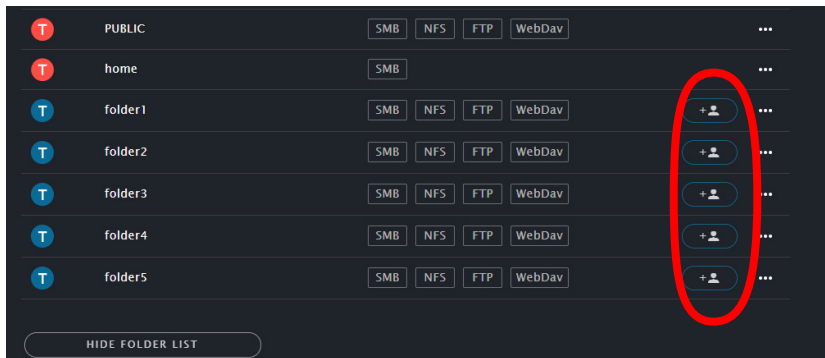 T PUBLIC SMB NFS FTP WebDav •••
T home SMB •••
T folder1 SMB NFS FTP WebDav + •••
T folder2 SMB NFS FTP WebDav + •••
T folder3 SMB NFS FTP WebDav + •••
T folder4 SMB NFS FTP WebDav + •••
T folder5 SMB NFS FTP WebDav + •••
HIDE FOLDER LIST